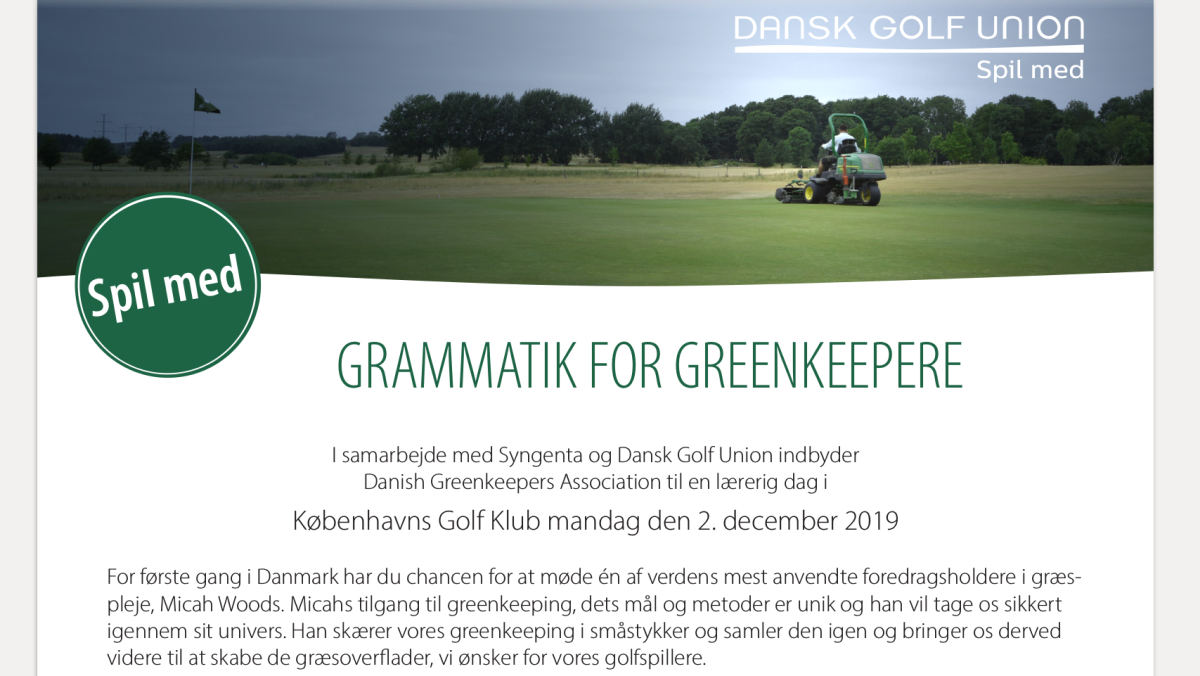 DANSK GOLF UNION
Spil med
Spil med
GRAMMATIK FOR GREENKEEPERE
I samarbejde med Syngenta og Dansk Golf Union indbyder
Danish Greenkeepers Association til en lærerig dag i
Københavns Golf Klub mandag den 2. december 2019
For første gang i Danmark har du chancen for at møde én af verdens mest anvendte foredragsholdere i græs-
pleje, Micah Woods. Micahs tilgang til greenkeeping, dets mål og metoder er unik og han vil tage os sikkert
igennem sit univers. Han skærer vores greenkeeping i småstykker og samler den igen og bringer os derved
videre til at skabe de græsoverflader, vi ønsker for vores golfspillere.